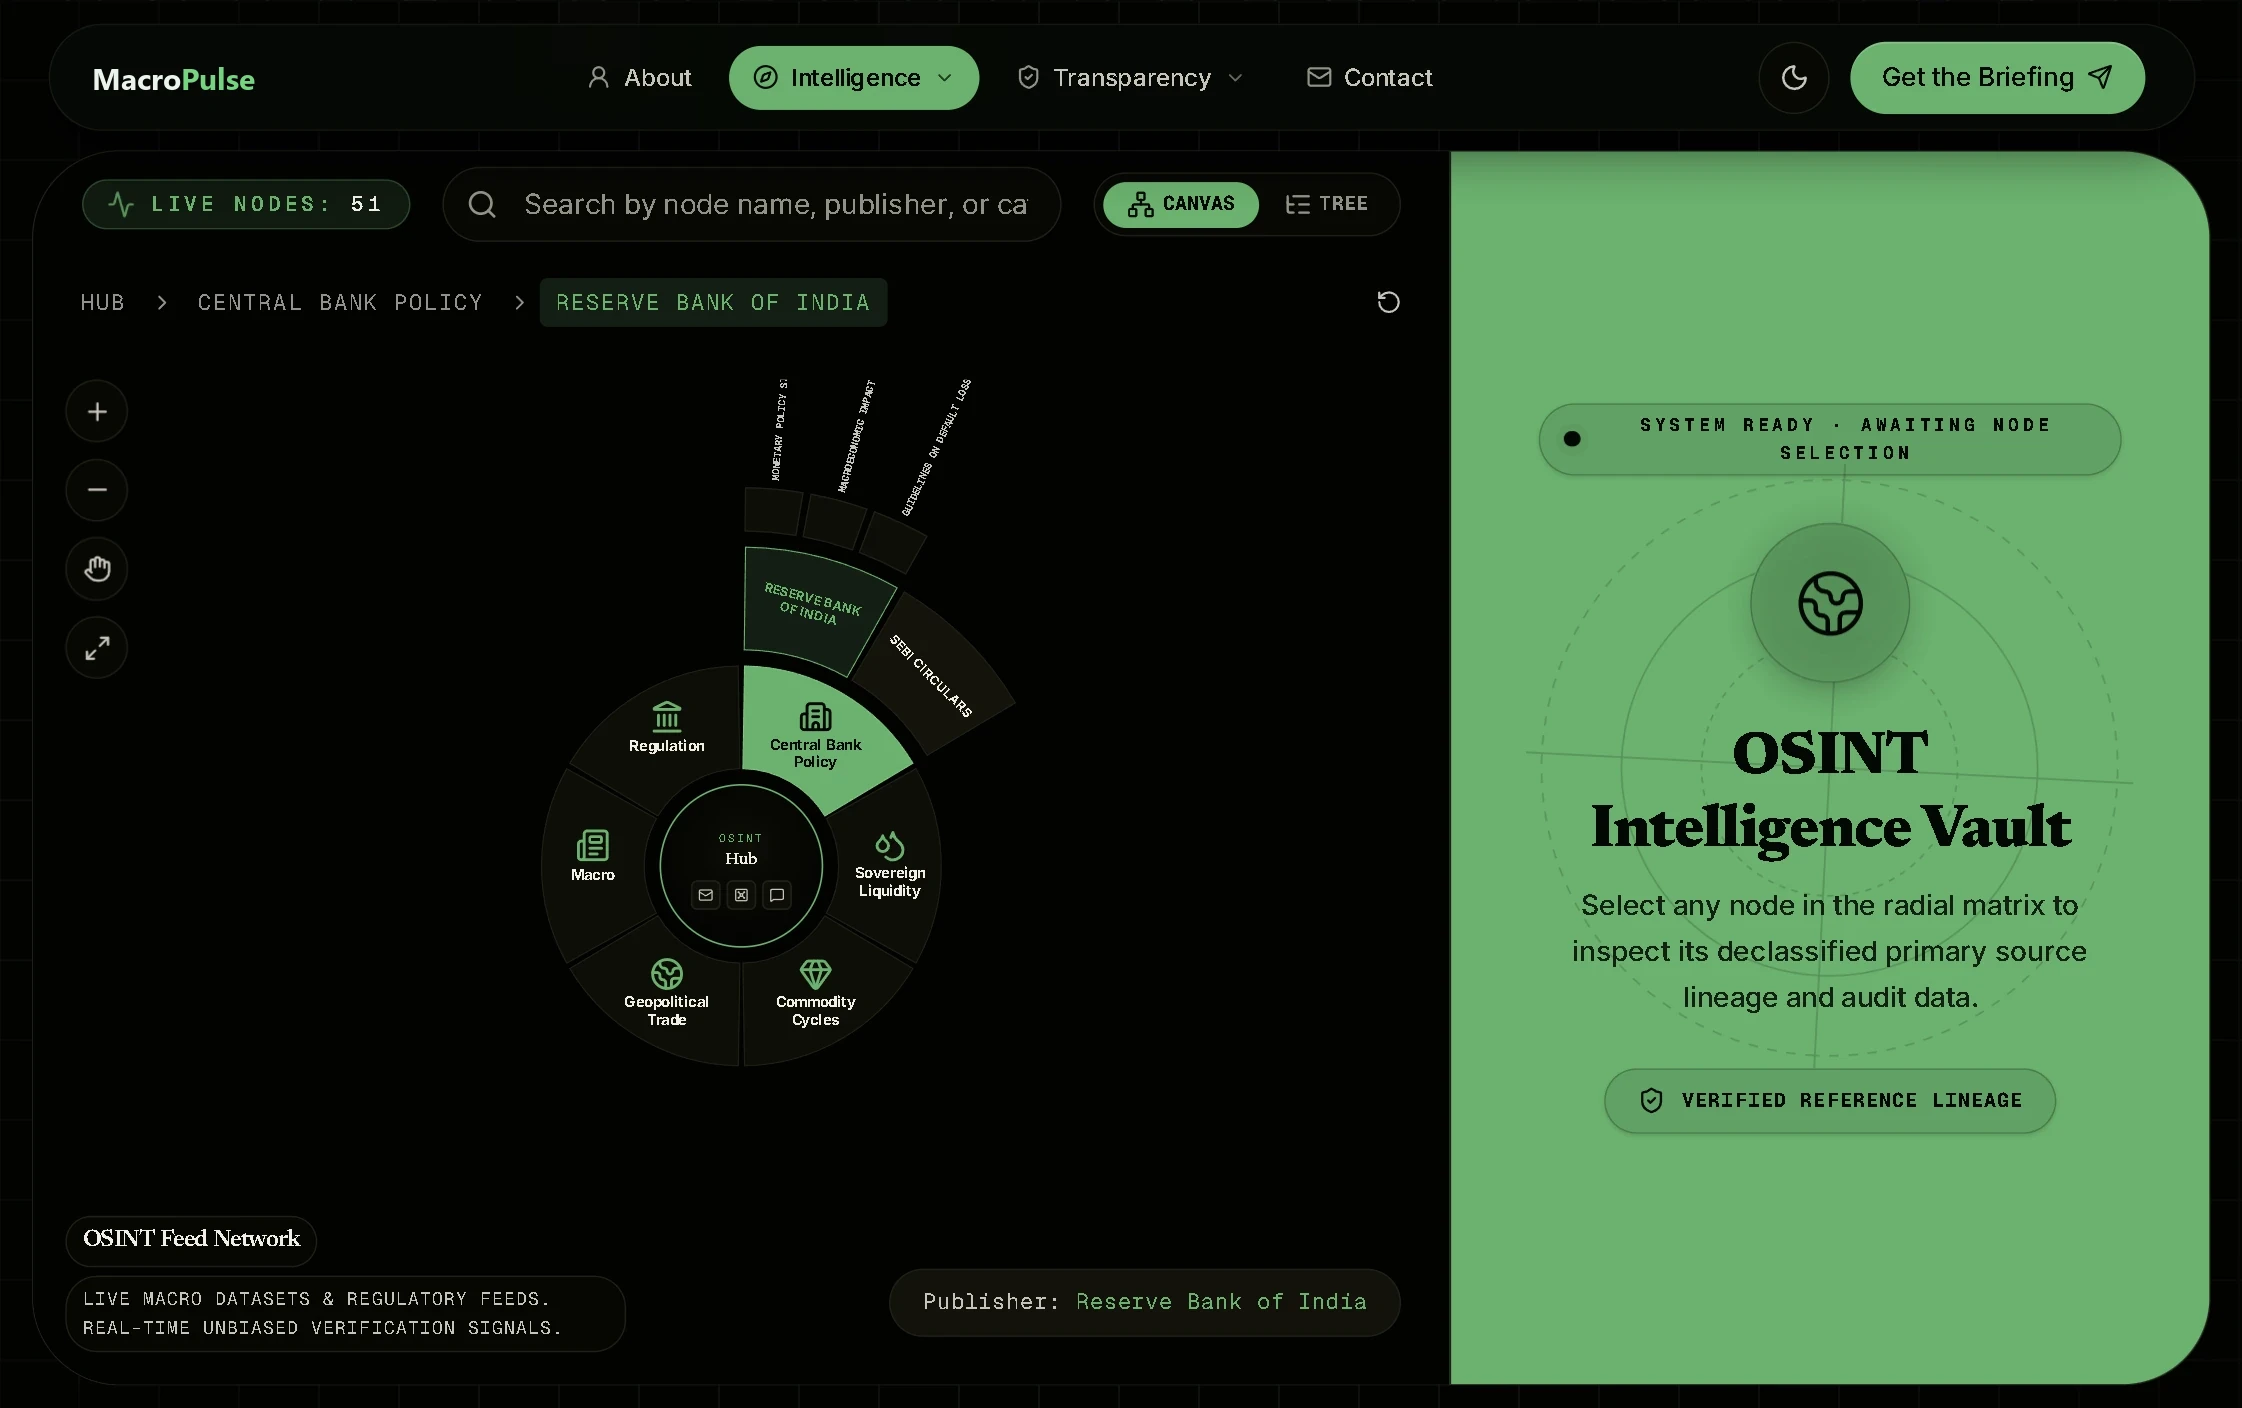 MacroPulse
About
Intelligence
Transparency
Contact
Get the Briefing
LIVE NODES: 51
Search by node name, publisher, or ca
CANVAS
TREE
HUB > CENTRAL BANK POLICY > RESERVE BANK OF INDIA
MONETARY POLICY
MACROECONOMIC IMPACT
GUIDELINES ON DEFAULT LOSS
RESERVE BANK
OF INDIA
SEBI CIRCULARS
Regulation
Central Bank
Policy
Macro
OSINT
Hub
Sovereign
Liquidity
Geopolitical
Trade
Commodity
Cycles
OSINT Feed Network
LIVE MACRO DATASETS & REGULATORY FEEDS.
REAL-TIME UNBIASED VERIFICATION SIGNALS.
Publisher: Reserve Bank of India
SYSTEM READY · AWAITING NODE
SELECTION
OSINT
Intelligence Vault
Select any node in the radial matrix to
inspect its declassified primary source
lineage and audit data.
VERIFIED REFERENCE LINEAGE